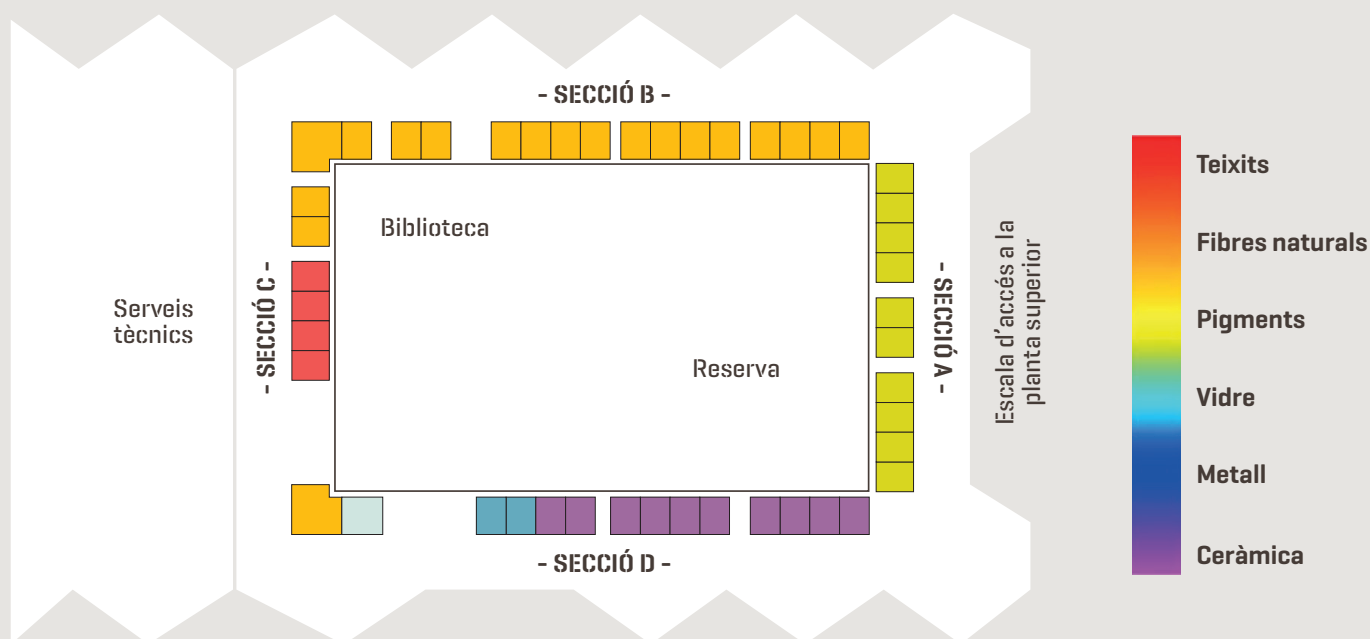 - SECCIÓ B -
Biblioteca
Serveis
tècnics
- SECCIÓ C -
Reserva
- SECCIÓ A -
Escala d'accés a la
planta superior
- SECCIÓ D -
Teixits
Fibres naturals
Pigments
Vidre
Metall
Ceràmica